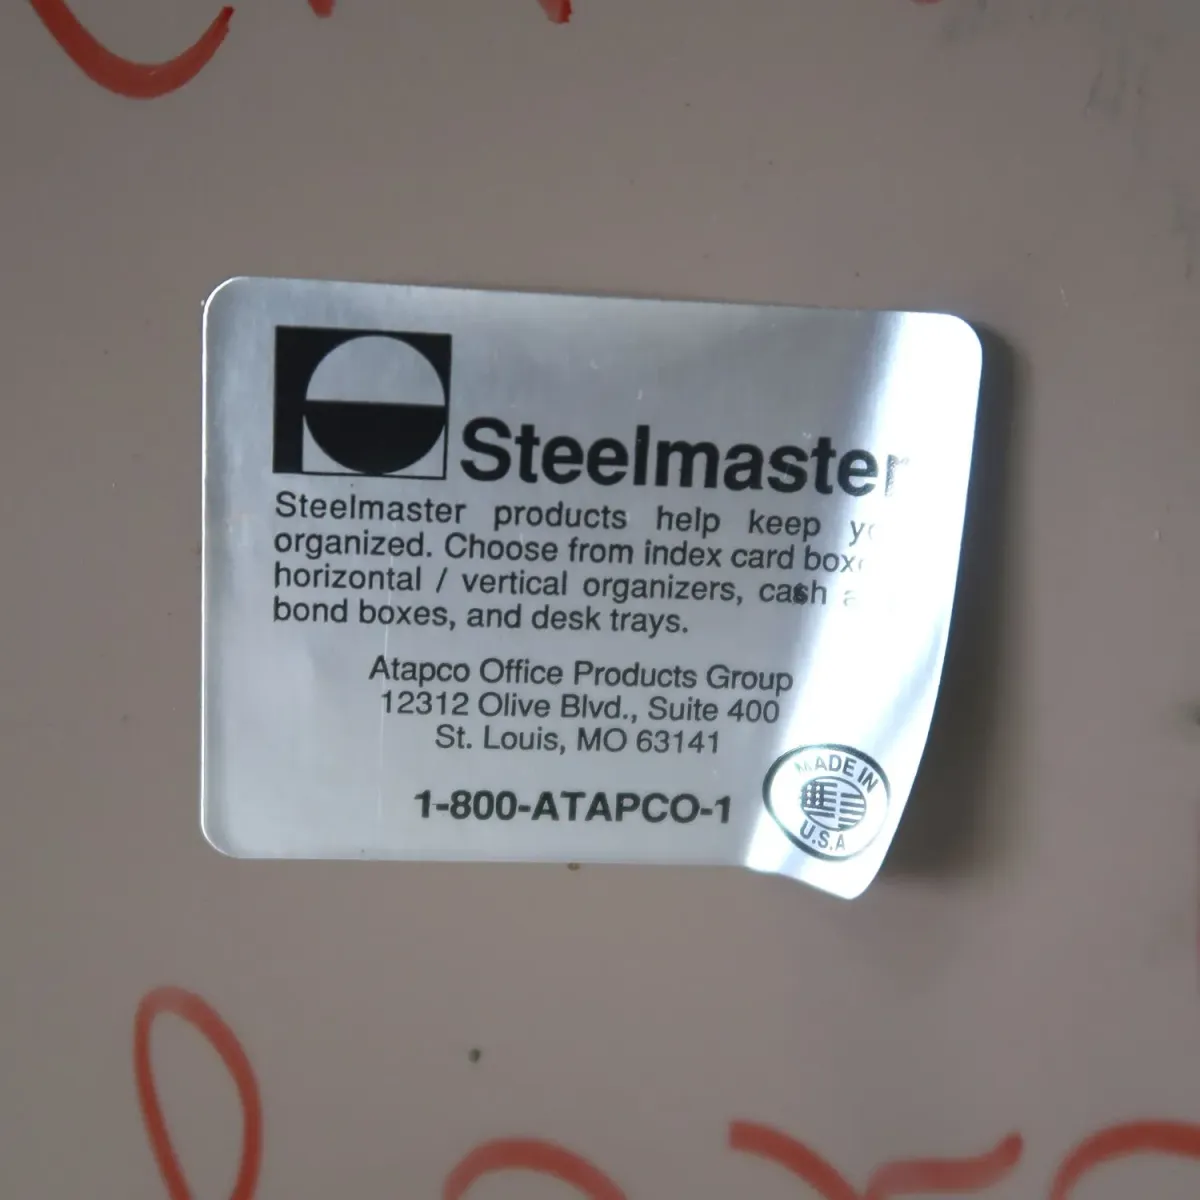 Steelmaster
Steelmaster products help keep
organized. Choose from index card
horizontal / vertical organizers, cash
bond boxes, and desk trays.
Atapco Office Products Group
12312 Olive Blvd., Suite 400
St. Louis, MO 63141
1-800-ATAPCO-1
MADE IN
U.S.A